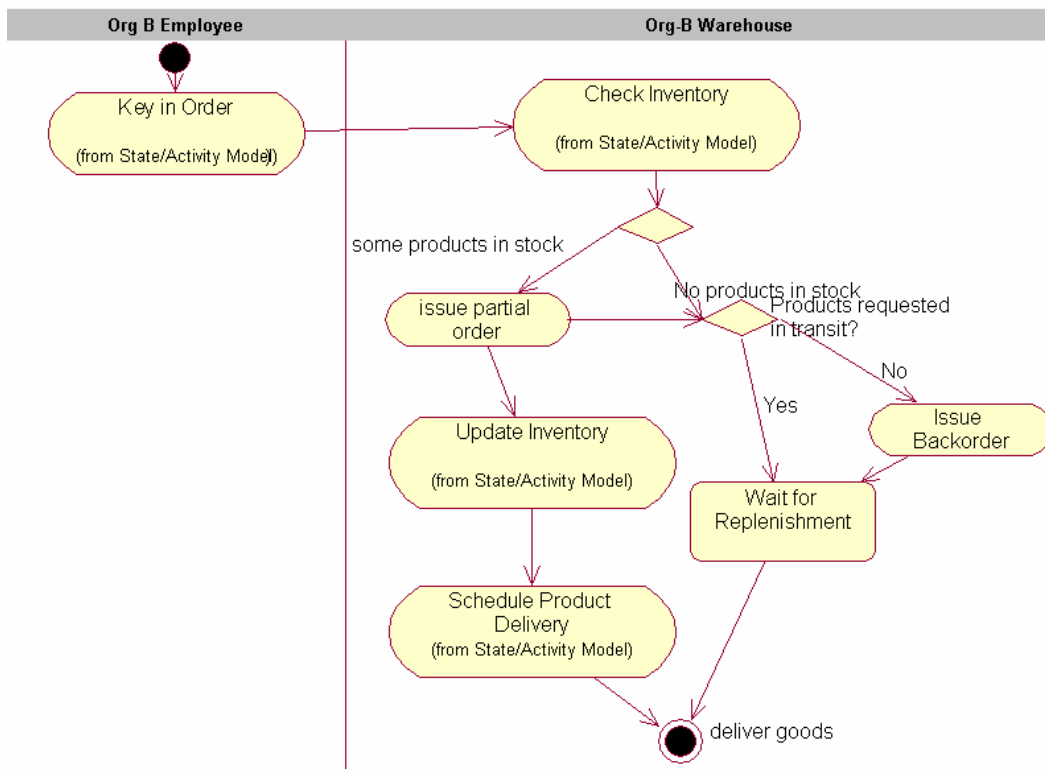 Org B Employee
Org-B Warehouse
Key in Order
(from State/Activity Model)
Check Inventory
(from State/Activity Model)
some products in stock
No products in stock
issue partial
order
Products requested
in transit?
No
Yes
Issue
Backorder
Update Inventory
(from State/Activity Model)
Wait for
Replenishment
Schedule Product
Delivery
(from State/Activity Model)
deliver goods